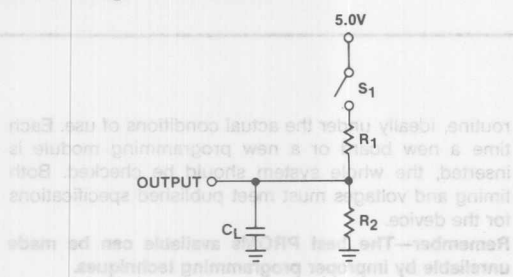 5.0V
S1
routine, ideally under the actual conditions of use. Each
R1
time a new board or a new programming module is
inserted, the whole system should be checked. Both
OUTPUT
timing and voltages must meet published specifications
R2
for the device.
CL
Remember—The best PROMs available can be made
unreliable by improper programming techniques.